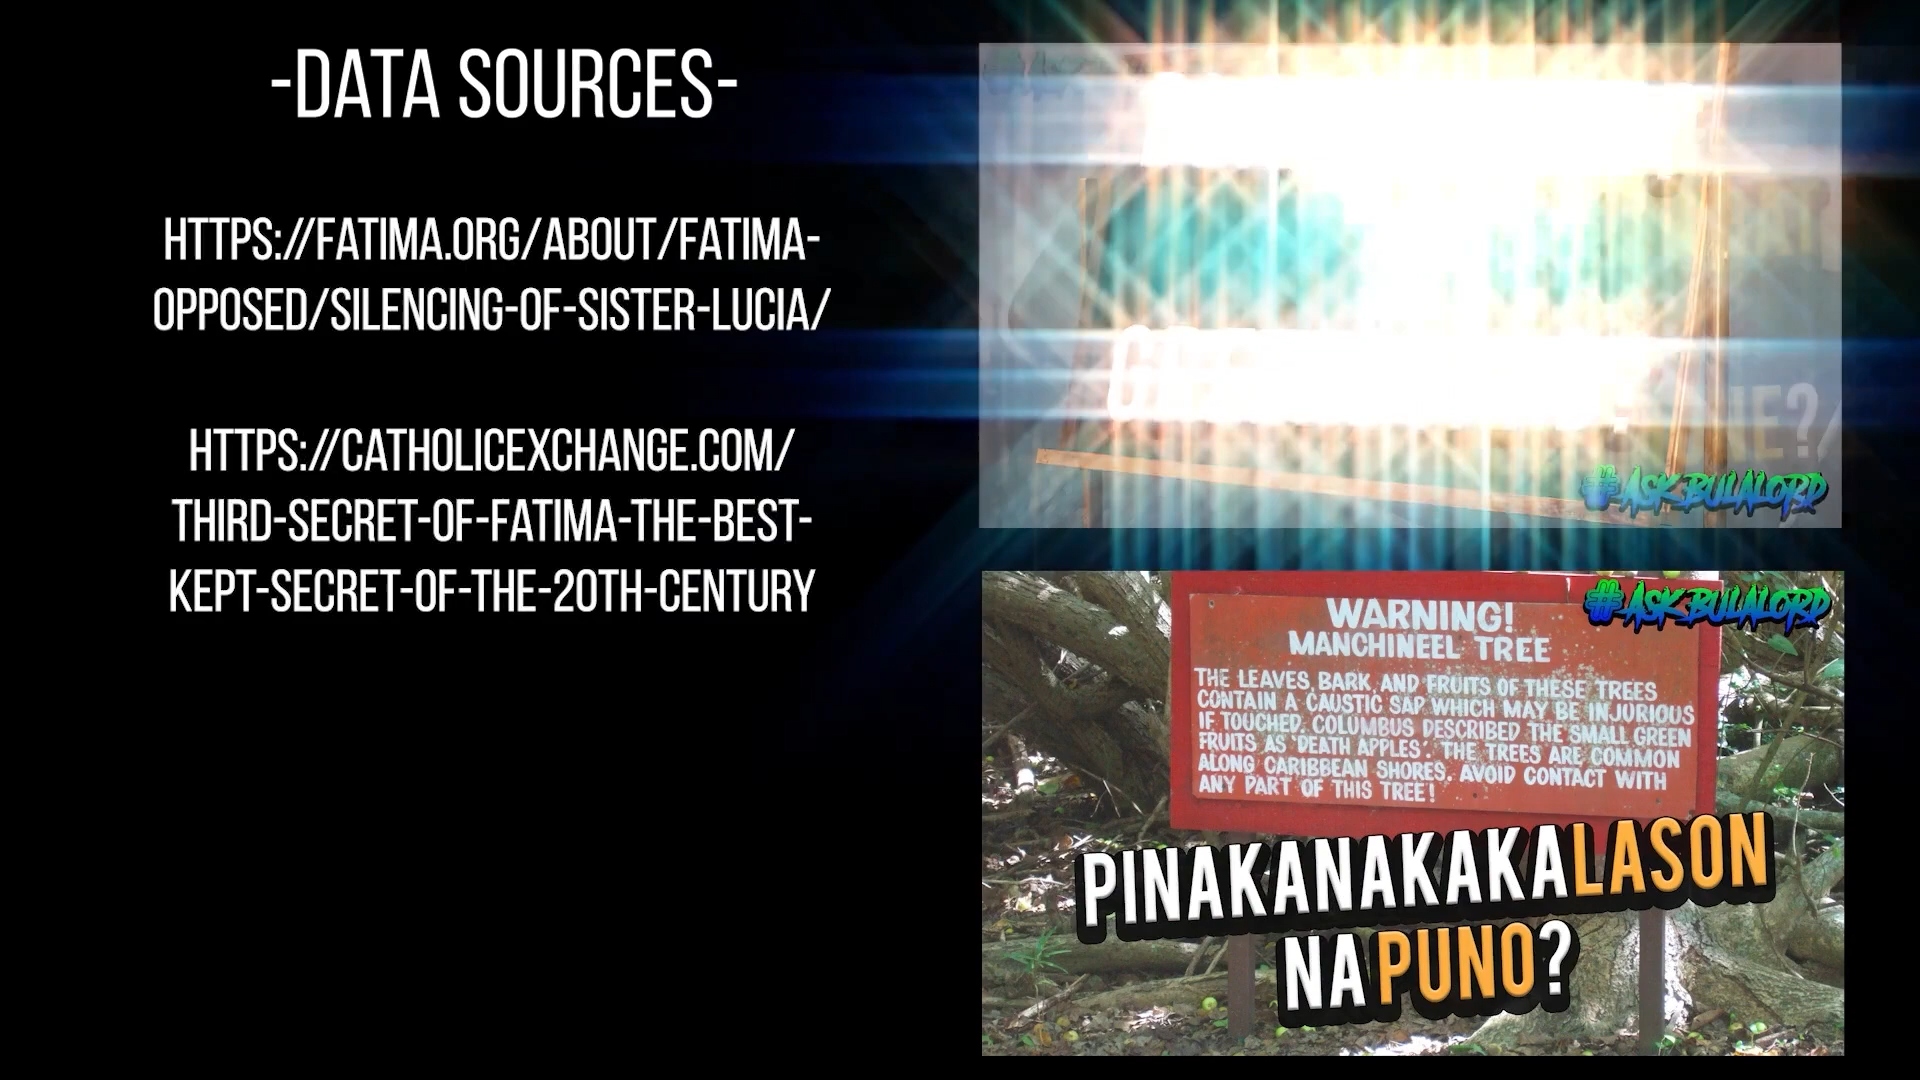 -DATA SOURCES-
HTTPS://FATIMA.ORG/ABOUT/FATIMA-
OPPOSED/SILENCING-OF-SISTER-LUCIA/
HTTPS://CATHOLICEXCHANGE.COM/
THIRD-SECRET-OF-FATIMA-THE-BEST-
KEPT-SECRET-OF-THE-20TH-CENTURY
#ASKBULALORD
#ASKBULALORD
WARNING!
MANCHINEEL TREE
THE LEAVES, BARK, AND FRUITS OF THESE TREES
CONTAIN A CAUSTIC SAP WHICH MAY BE INJURIOUS
IF TOUCHED. COLUMBUS DESCRIBED THE SMALL GREEN
FRUITS AS 'DEATH APPLES'. THE TREES ARE COMMON
ALONG CARIBBEAN SHORES. AVOID CONTACT WITH
ANY PART OF THIS TREE!
PINAKANAKAKALASON
NA PUNO?